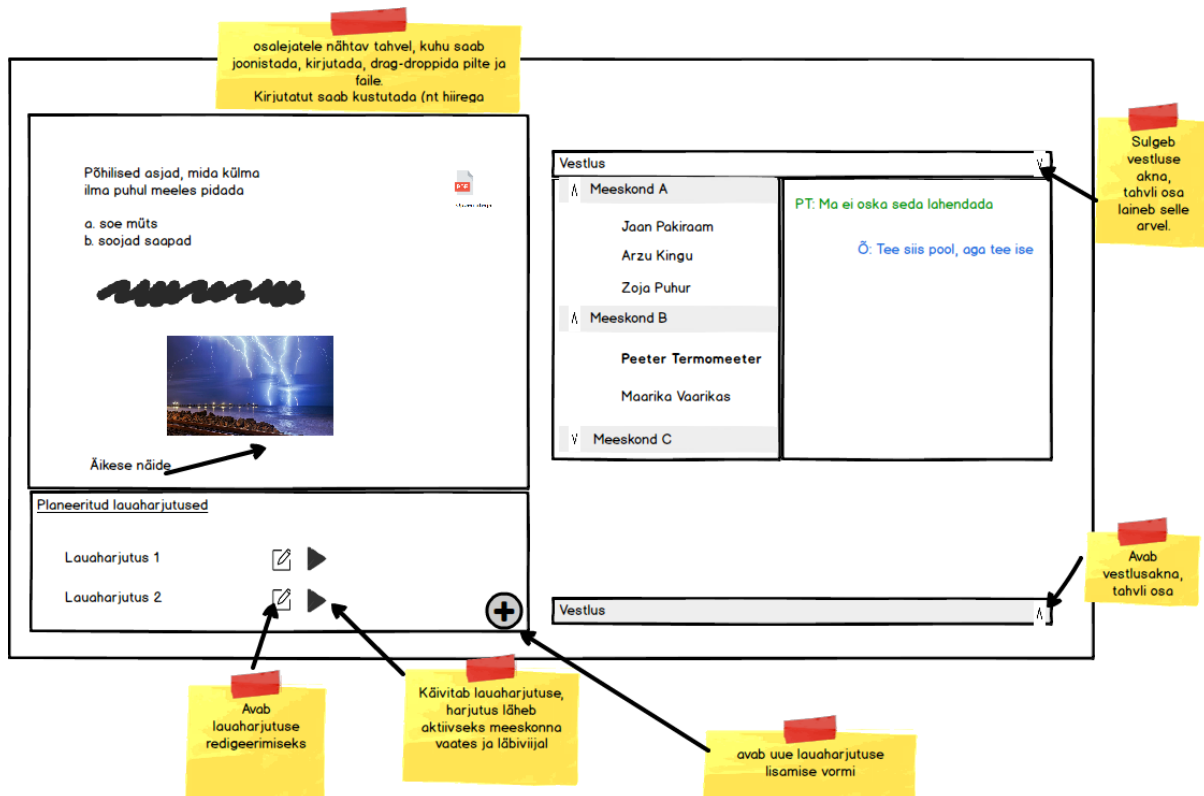 osalejatele nähtav tahvel, kuhu saab
joonistada, kirjutada, drag-droppida pilte ja
faile.
Kirjutatut saab kustutada (nt hiirega
Põhilised asjad, mida külma
ilma puhul meeles pidada
a. soe müts
b. soojad saapad
PDF
Äikese näide
Planeeritud lauaharjutused
Lauaharjutus 1
Lauaharjutus 2
Vestlus
Meeskond A
Jaan Pakiraam
Arzu Kingu
Zoja Puhur
Meeskond B
Peeter Termomeeter
Maarika Vaarikas
Meeskond C
PT: Ma ei oska seda lahendada
Õ: Tee siis pool, aga tee ise
Vestlus
Sulgeb
vestluse
akna,
tahvli osa
laineb selle
arvel.
Avab
vestlusakna,
tahvli osa
Avab
lauaharjutuse
redigeerimiseks
Käivitab lauaharjutuse,
harjutus läheb
aktiivseks meeskonna
vaates ja läbiviijal
avab uue lauaharjutuse
lisamise vormi